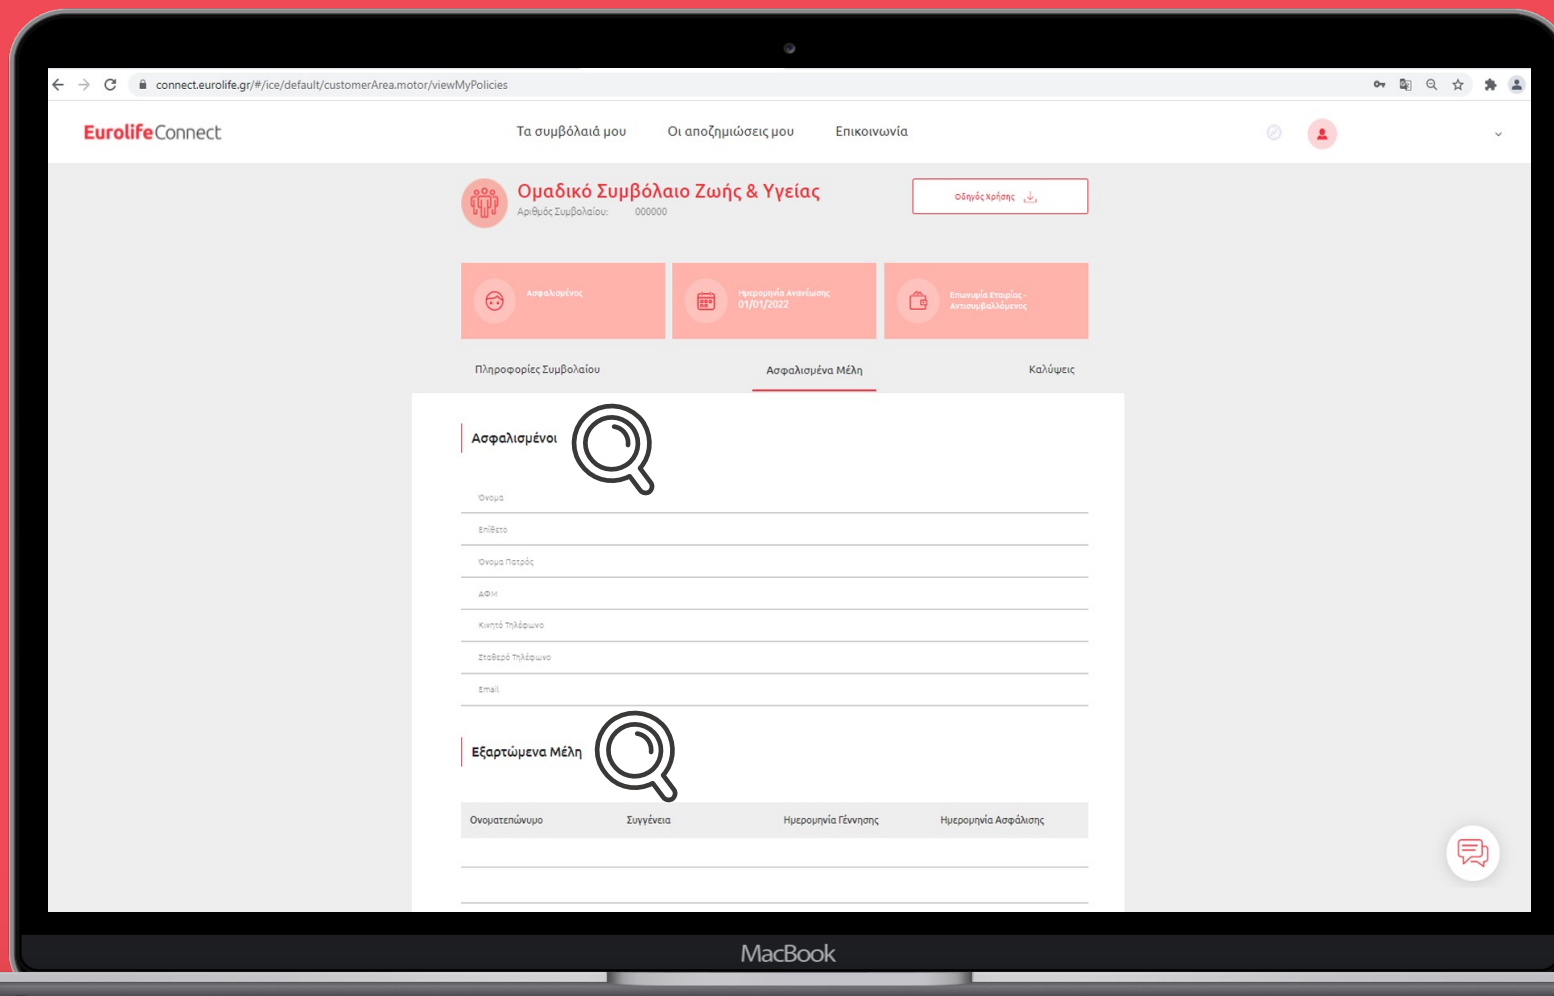 connect.eurolife.gr/#/ice/default/customerArea.motor/viewMyPolicies
EurolifeConnect
Τα συμβόλαιά μου
Οι αποζημιώσεις μου
Επικοινωνία
Ομαδικό Συμβόλαιο Ζωής & Υγείας
Αριθμός Συμβολαίου: 000000
Οδηγός Χρήσης
Ασφαλισμένος
Ημερομηνία Ανανέωσης
01/01/2022
Επωνυμία Εταιρίας -
Αντισυμβαλλόμενος
Πληροφορίες Συμβολαίου
Ασφαλισμένα Μέλη
Καλύψεις
Ασφαλισμένοι
Όνομα
Επίθετο
Όνομα Πατρός
ΑΦΜ
Κινητό Τηλέφωνο
Σταθερό Τηλέφωνο
Email
Εξαρτώμενα Μέλη
Ονοματεπώνυμο
Συγγένεια
Ημερομηνία Γέννησης
Ημερομηνία Ασφάλισης
MacBook